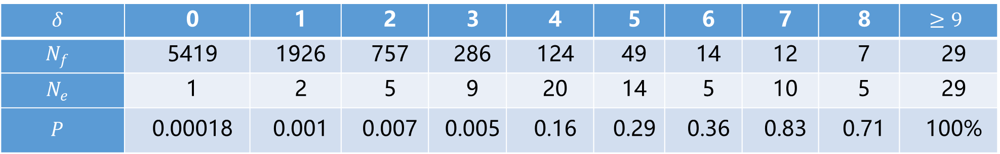 δ 0 1 2 3 4 5 6 7 8 ≥ 9
N_f 5419 1926 757 286 124 49 14 12 7 29
N_e 1 2 5 9 20 14 5 10 5 29
P 0.00018 0.001 0.007 0.005 0.16 0.29 0.36 0.83 0.71 100%